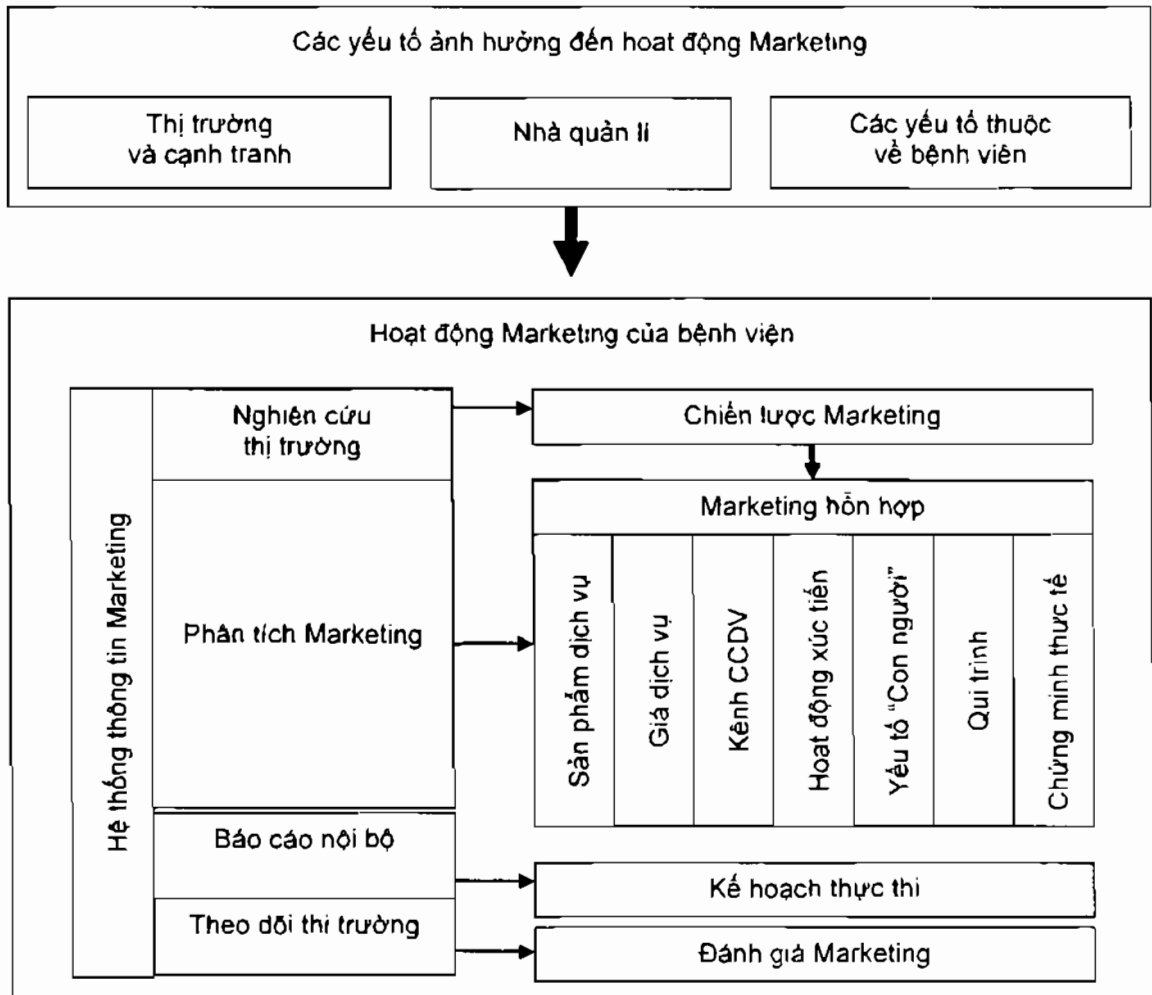 Các yếu tố ảnh hưởng đến hoat động Marketing
Thị trường
và cạnh tranh
Nhà quản lí
Các yếu tố thuộc
về bệnh viên
Hoạt động Marketing của bệnh viện
Hệ thống thông tin Marketing
Nghiên cứu
thị trường
Phân tích Marketing
Báo cáo nội bộ
Theo dõi thi trường
Chiến lược Marketing
Marketing hỗn hợp
Sản phẩm dịch vụ
Giá dịch vụ
Kênh CCDV
Hoạt động xúc tiến
Yếu tố “Con người”
Qui trình
Chứng minh thực tế
Kế hoạch thực thi
Đánh giá Marketing